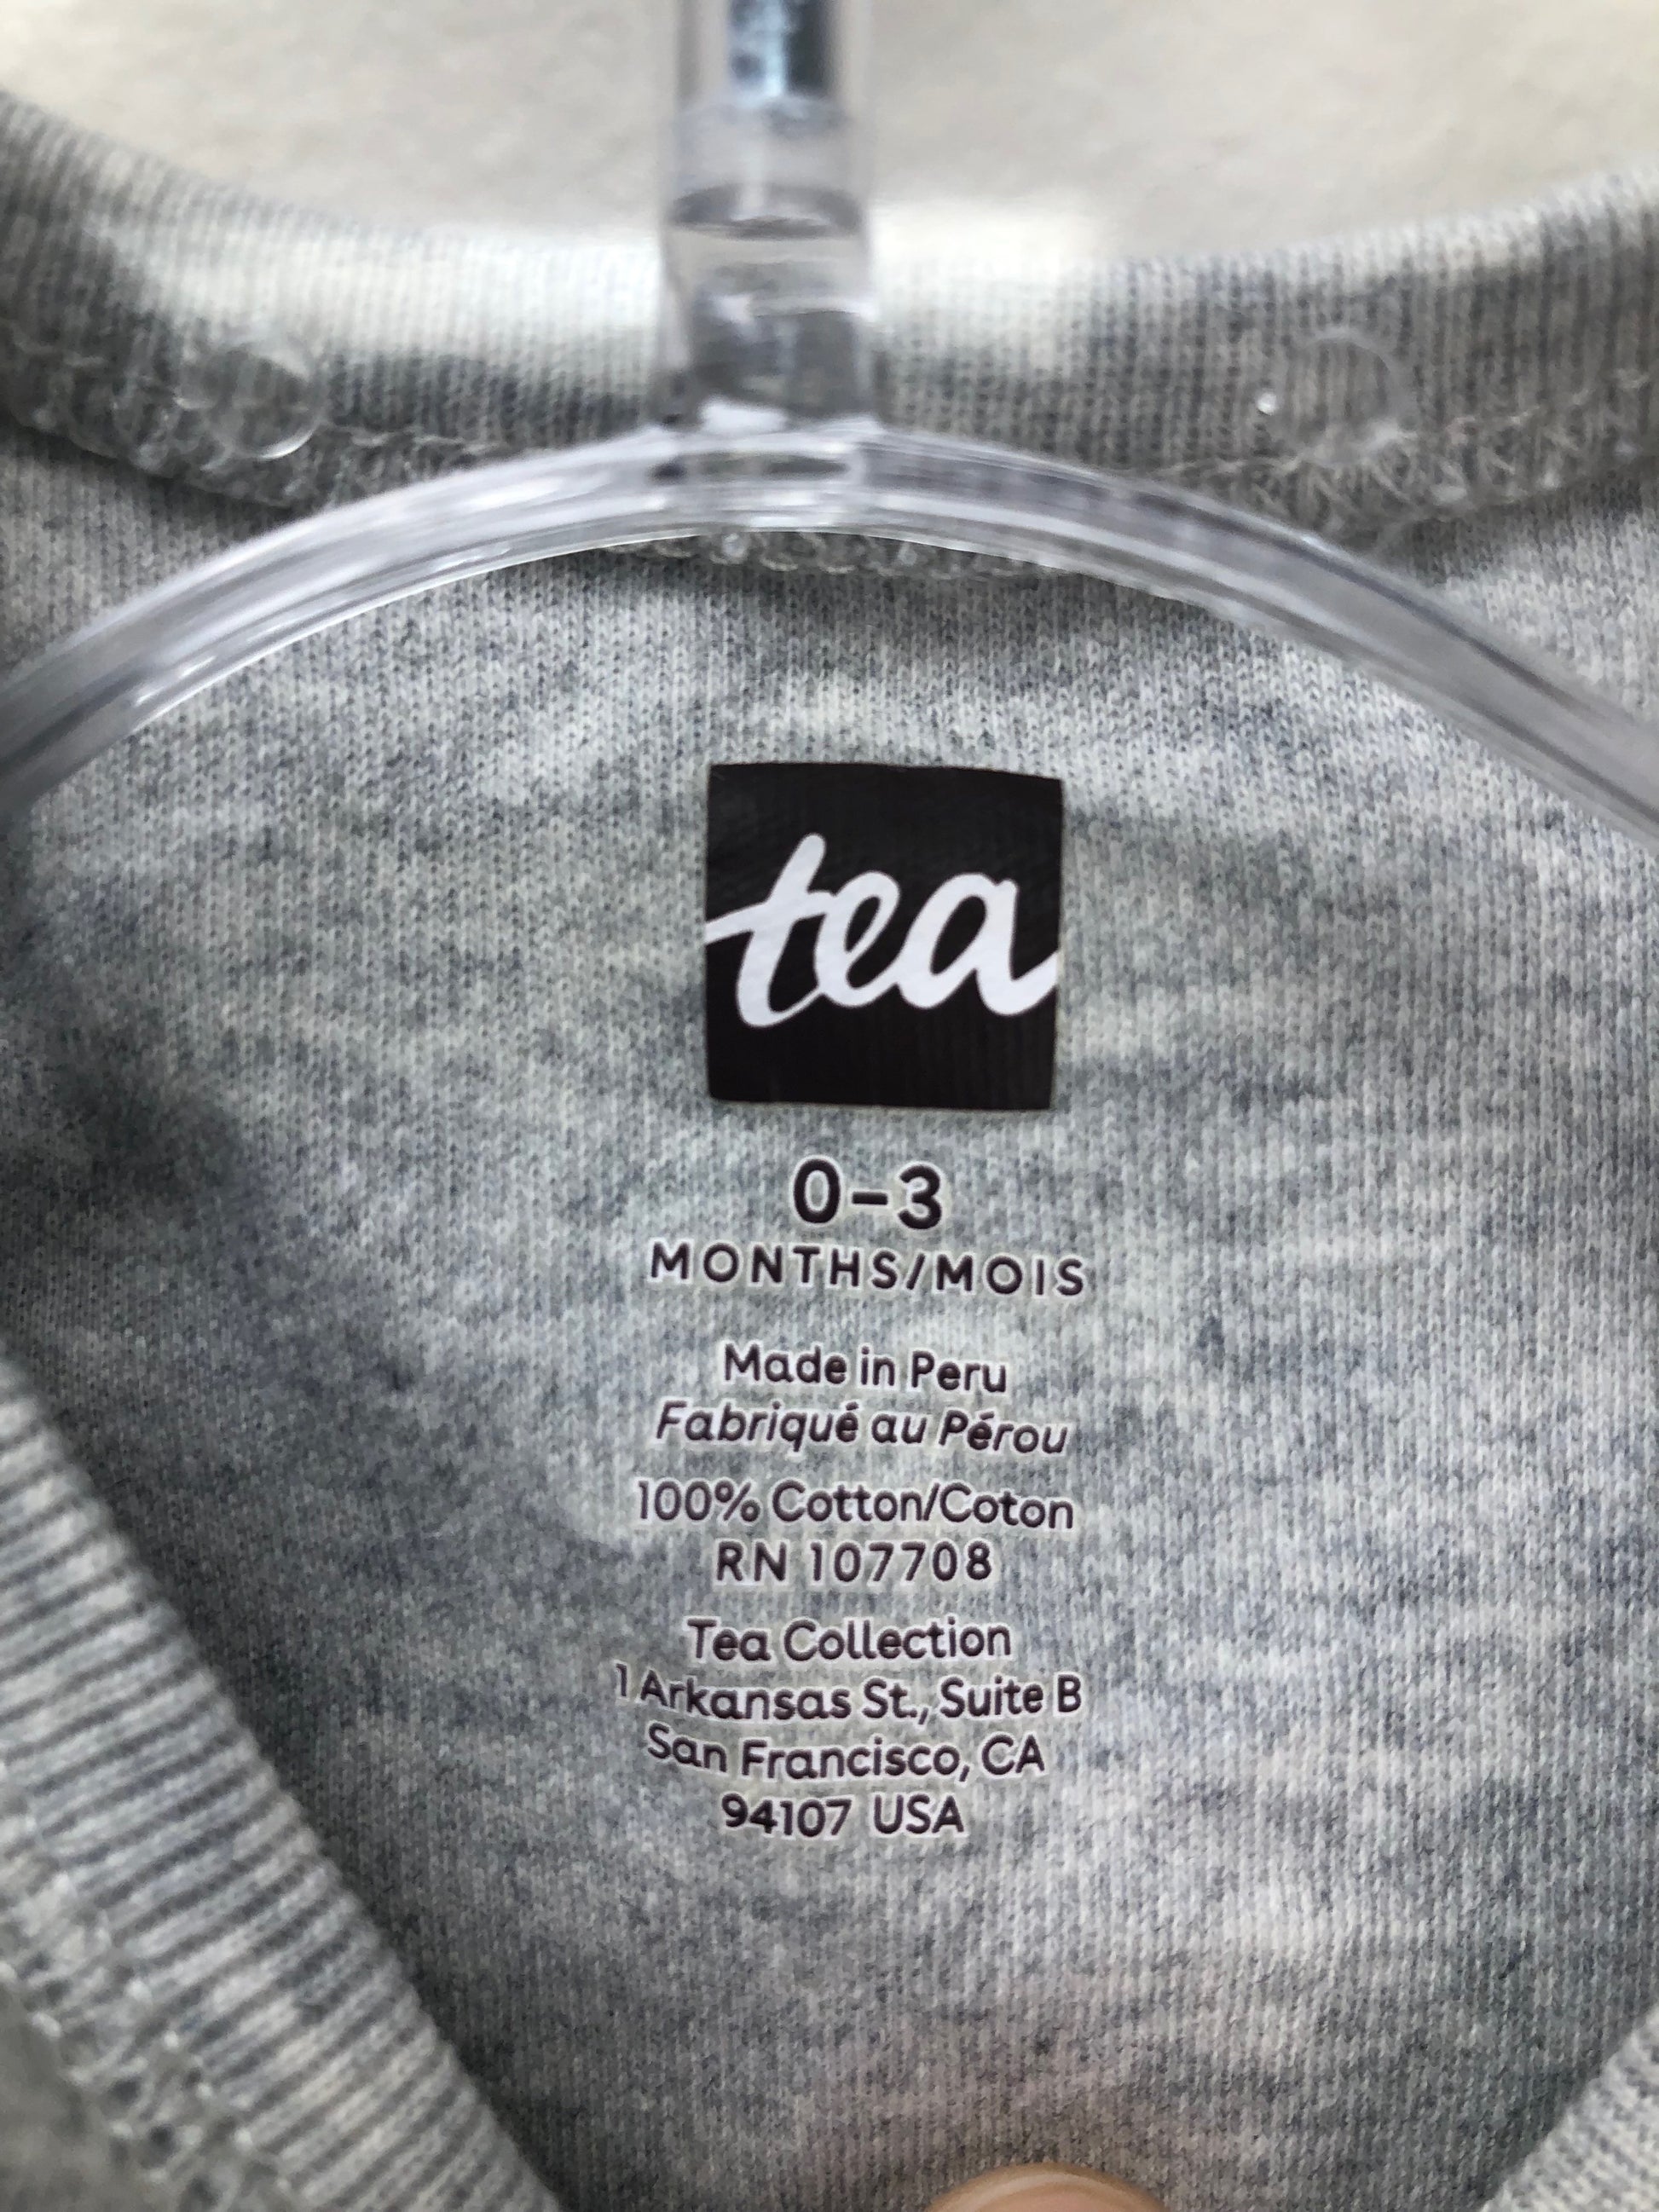 tea
0-3
MONTHS/MOIS
Made in Peru
Fabriqué au Pérou
100% Cotton/Coton
RN 107708
Tea Collection
1 Arkansas St., Suite B
San Francisco, CA
94107 USA